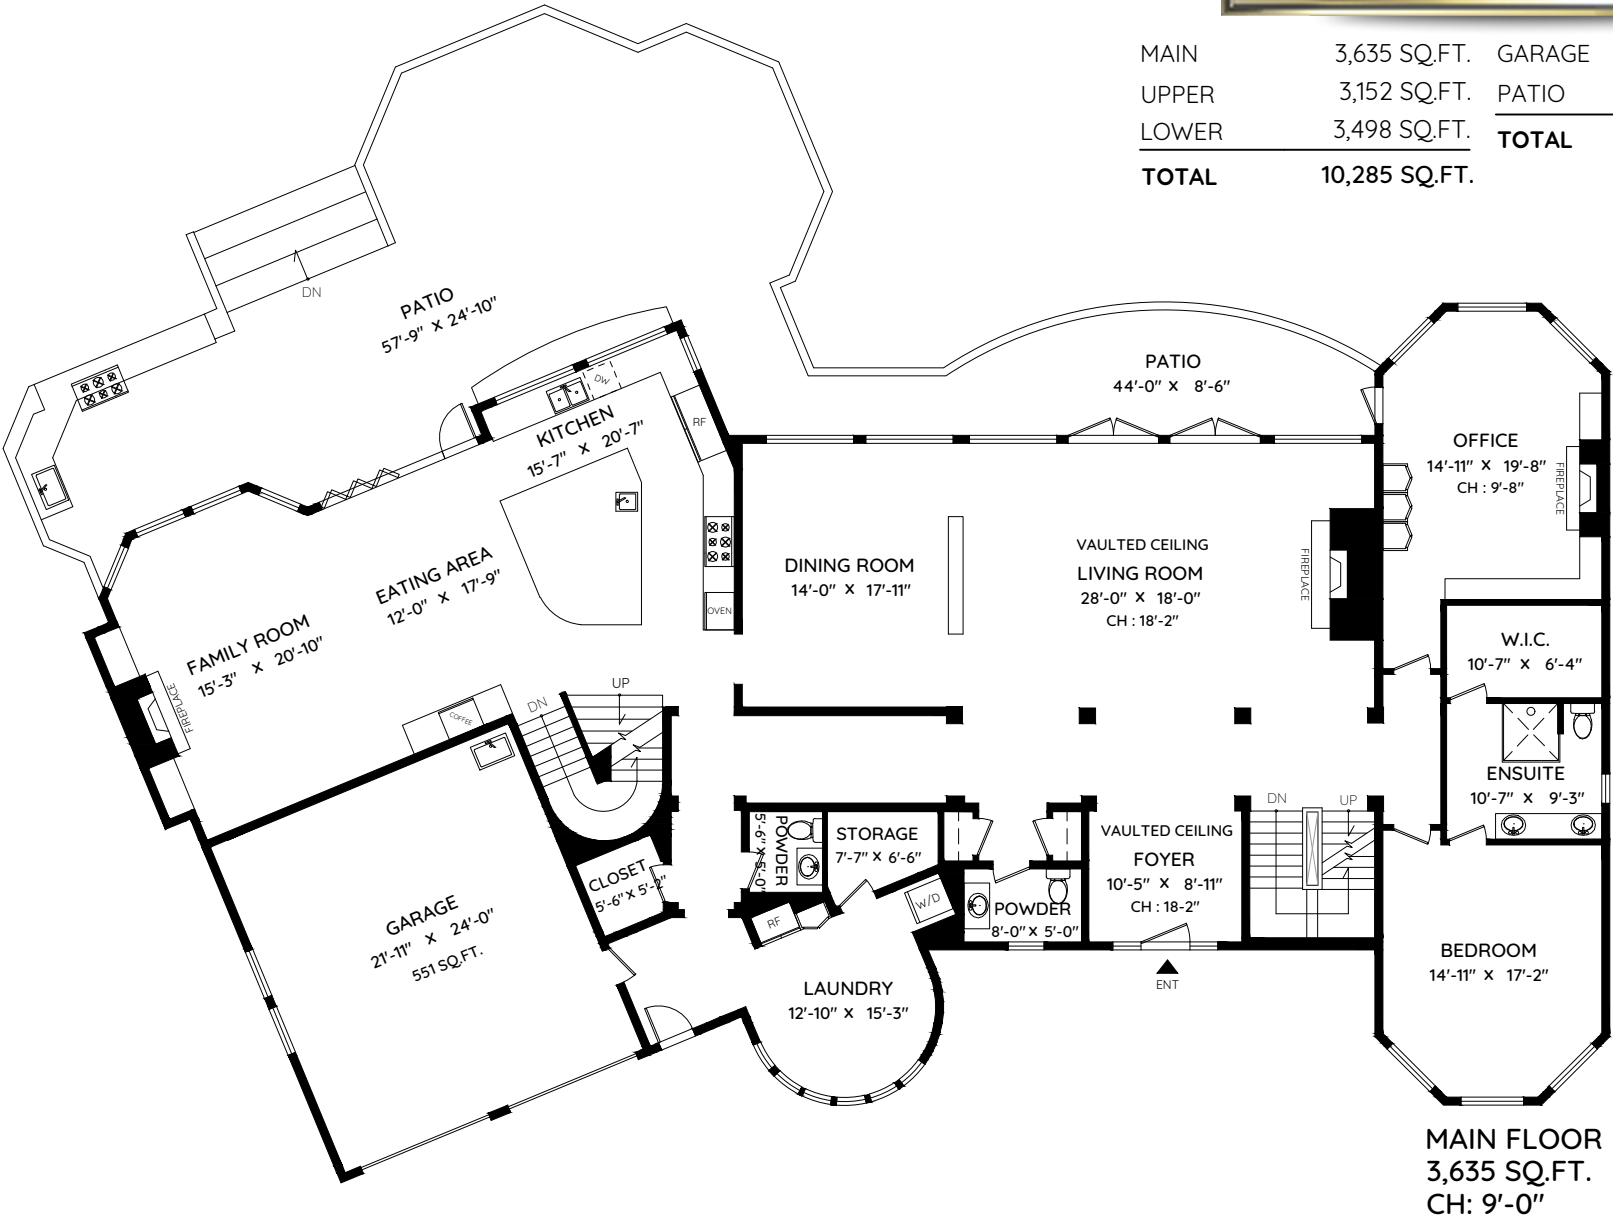 MAIN 3,635 SQ.FT. GARAGE
UPPER 3,152 SQ.FT. PATIO
LOWER 3,498 SQ.FT.
TOTAL
TOTAL 10,285 SQ.FT.
DN
PATIO
57'-9" X 24'-10"
PATIO
44'-0" X 8'-6"
DW
KITCHEN
15'-7" X 20'-7"
RF
OVEN
OFFICE
14'-11" X 19'-8"
CH : 9'-8"
FIREPLACE
EATING AREA
12'-0" X 17'-9"
DINING ROOM
14'-0" X 17'-11"
VAULTED CEILING
LIVING ROOM
28'-0" X 18'-0"
CH : 18'-2"
FIREPLACE
FAMILY ROOM
15'-3" X 20'-10"
FIREPLACE
COFFEE
DN
UP
W.I.C.
10'-7" X 6'-4"
ENSUITE
10'-7" X 9'-3"
POWDER
5'-6" X 5'-0"
STORAGE
7'-7" X 6'-6"
VAULTED CEILING
FOYER
10'-5" X 8'-11"
CH : 18-2"
DN
UP
CLOSET
5'-6" X 5'-2"
W/D
RF
POWDER
8'-0" X 5'-0"
GARAGE
21'-11" X 24'-0"
551 SQ.FT.
LAUNDRY
12'-10" X 15'-3"
ENT
BEDROOM
14'-11" X 17'-2"
MAIN FLOOR
3,635 SQ.FT.
CH: 9'-0"